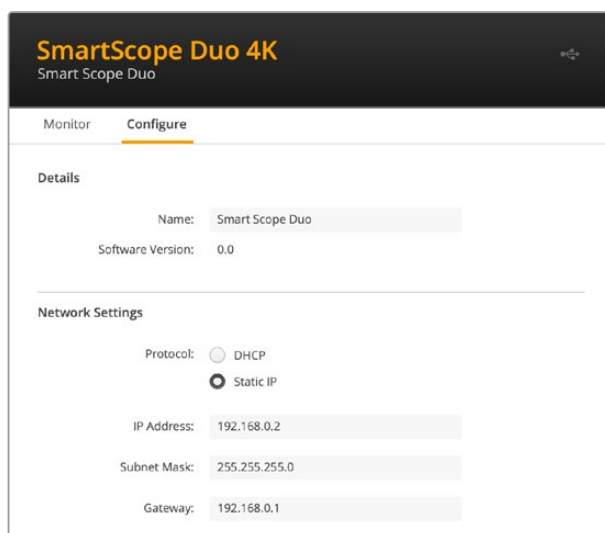 SmartScope Duo 4K
Smart Scope Duo
Monitor Configure
Details
Name: Smart Scope Duo
Software Version: 0.0
Network Settings
Protocol: DHCP
Static IP
IP Address: 192.168.0.2
Subnet Mask: 255.255.255.0
Gateway: 192.168.0.1